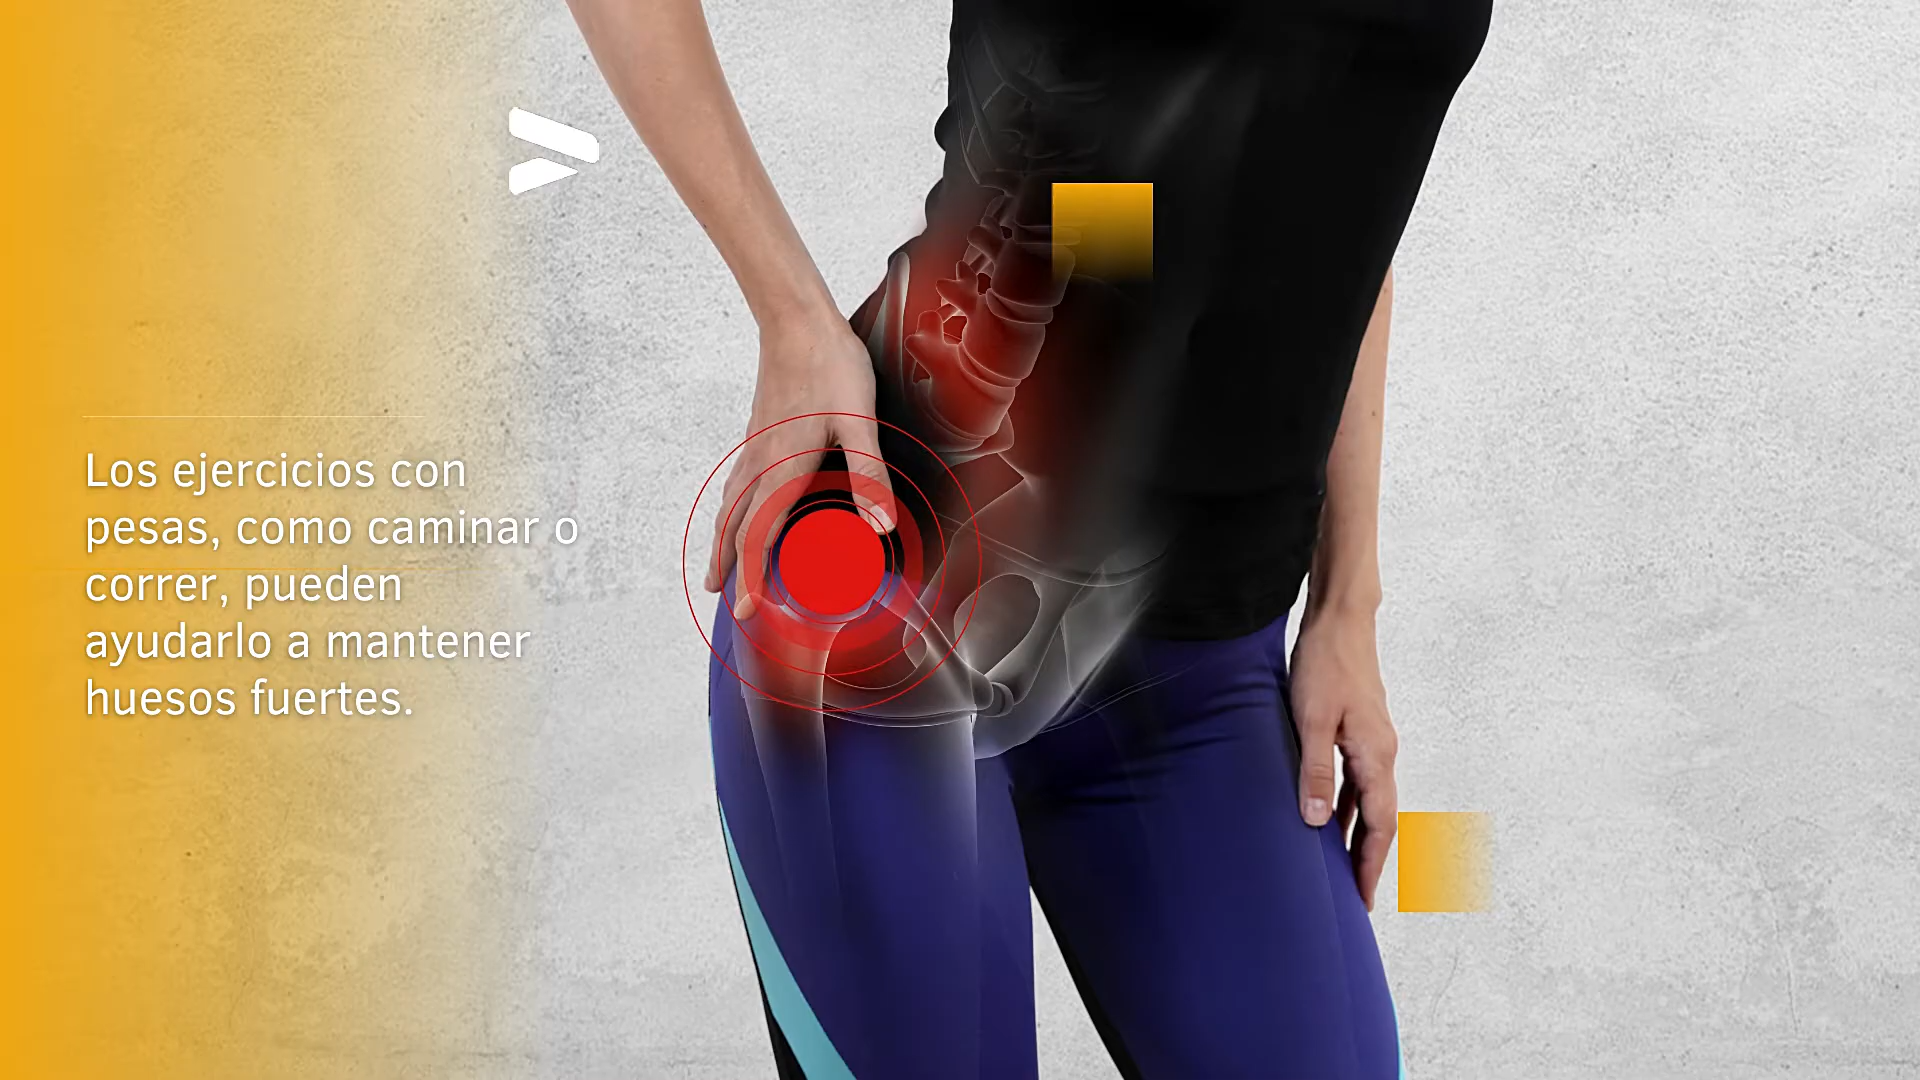 Los ejercicios con
pesas, como caminar o
correr, pueden
ayudarlo a mantener
huesos fuertes.